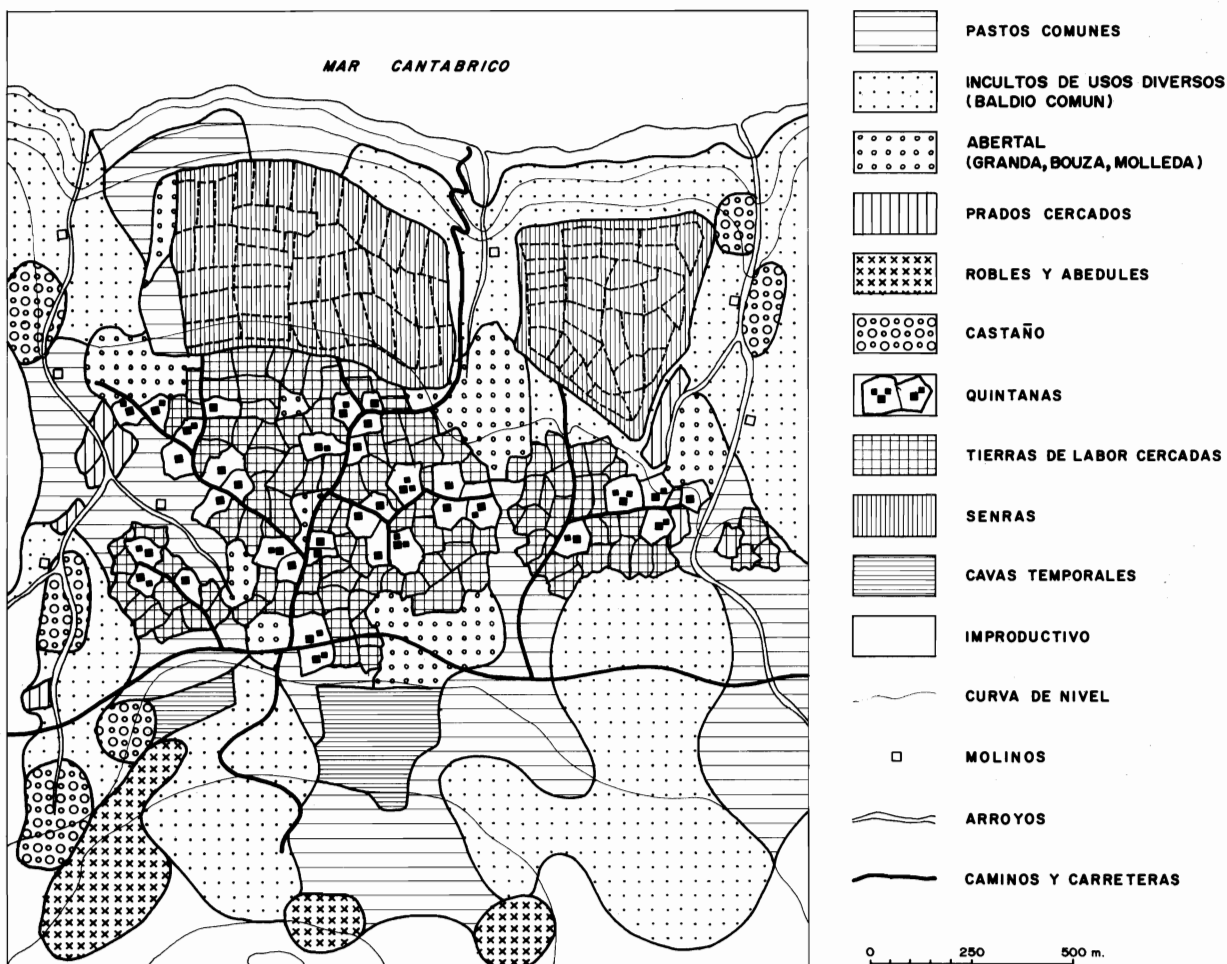 MAR CANTABRICO
PASTOS COMUNES
INCULTOS DE USOS DIVERSOS
(BALDIO COMUN)
ABERTAL
(GRANDA, BOUZA, MOLLEDA)
PRADOS CERCADOS
ROBLES Y ABEDULES
CASTAÑO
QUINTANAS
TIERRAS DE LABOR CERCADAS
SENRAS
CAVAS TEMPORALES
IMPRODUCTIVO
CURVA DE NIVEL
MOLINOS
ARROYOS
CAMINOS Y CARRETERAS
0 250 500 m.